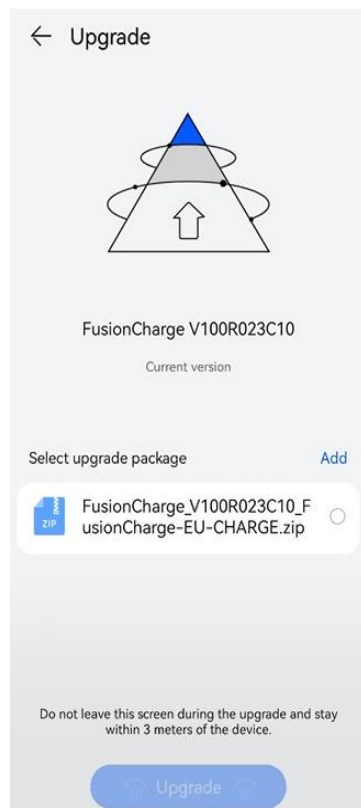 Upgrade
FusionCharge V100R023C10
Current version
Select upgrade package
Add
ZIP
FusionCharge_V100R023C10_F
usionCharge-EU-CHARGE.zip
Do not leave this screen during the upgrade and stay
within 3 meters of the device.
Upgrade